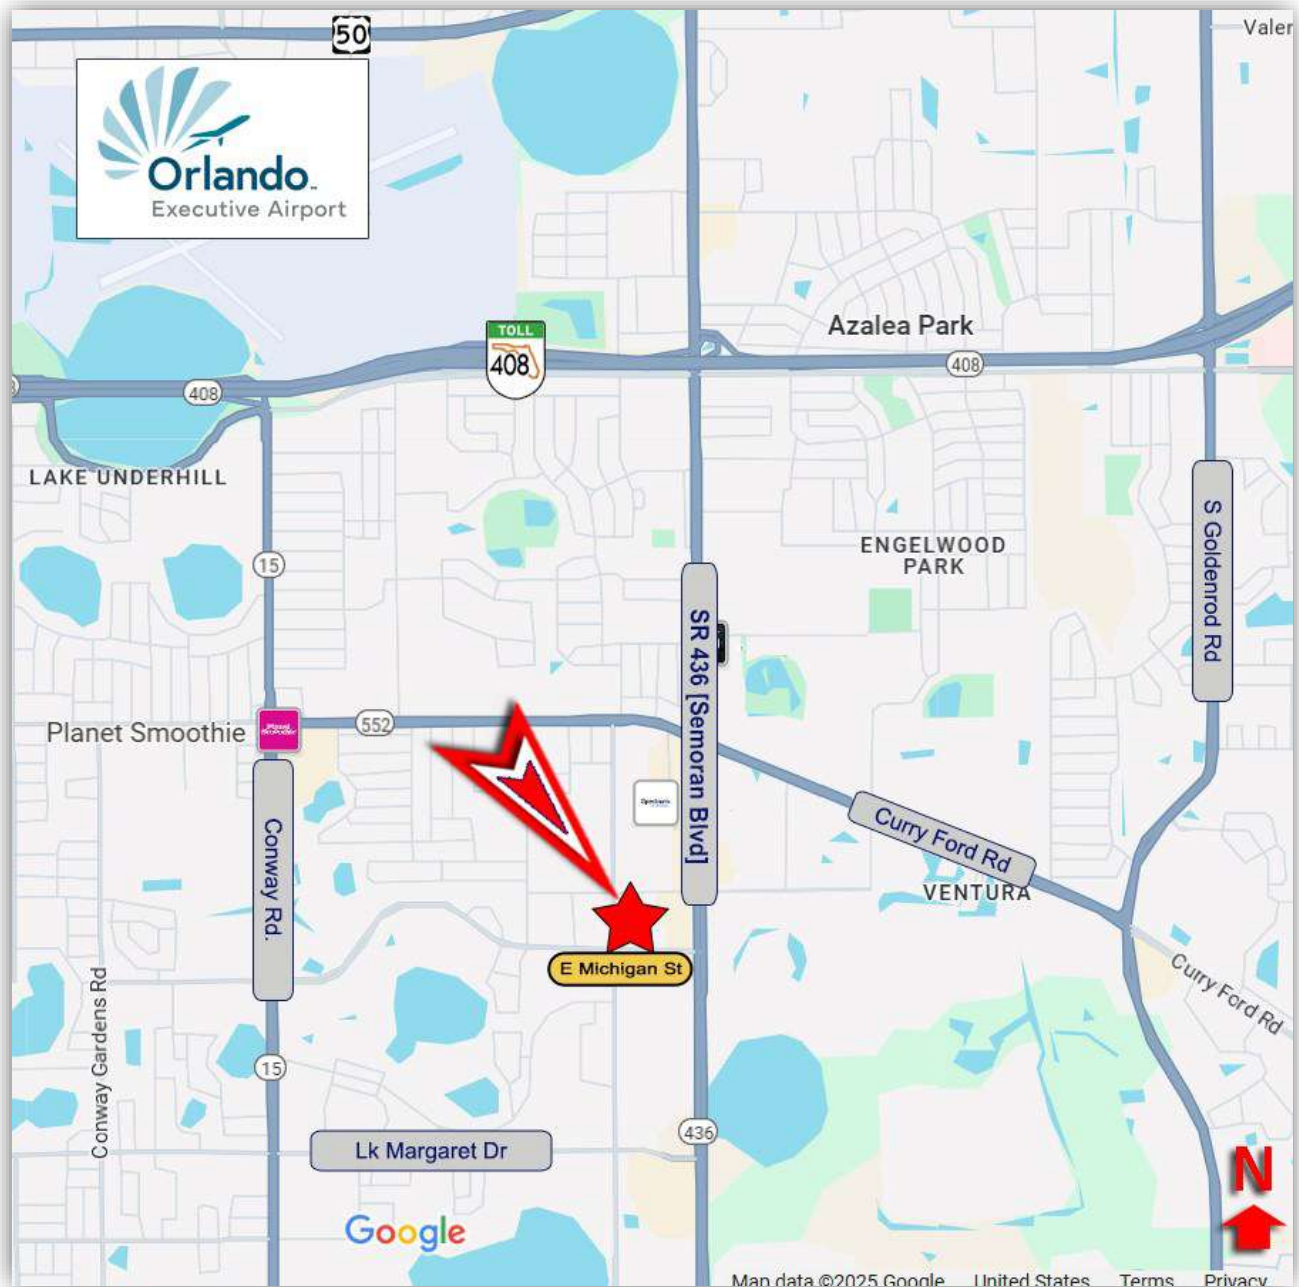 50
Valer
Orlando
Executive Airport
TOLL
408
Azalea Park
408
408
LAKE UNDERHILL
S Goldenrod Rd
ENGELWOOD
PARK
15
SR 436 [Semoran Blvd]
Planet Smoothie
552
Conway Rd.
Curry Ford Rd
VENTURA
E Michigan St
Curry Ford Rd
Conway Gardens Rd
15
436
Lk Margaret Dr
N
Google
Map data ©2025 Google United States Terms Privacy